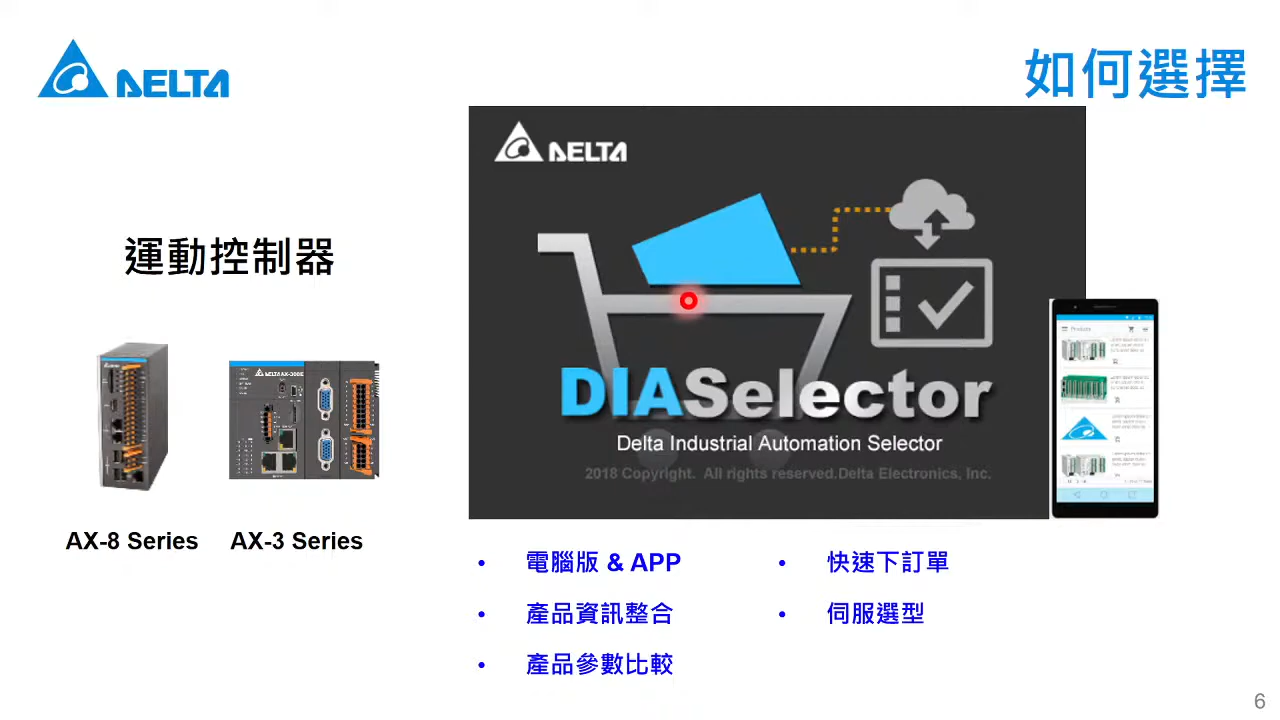 DELTA
如何選擇
運動控制器
DELTA
DIASelector
Delta Industrial Automation Selector
2018 Copyright. All rights reserved.Delta Electronics, Inc.
Products
AX-8 Series
AX-3 Series
• 電腦版 & APP
• 產品資訊整合
• 產品參數比較
• 快速下訂單
• 伺服選型
6